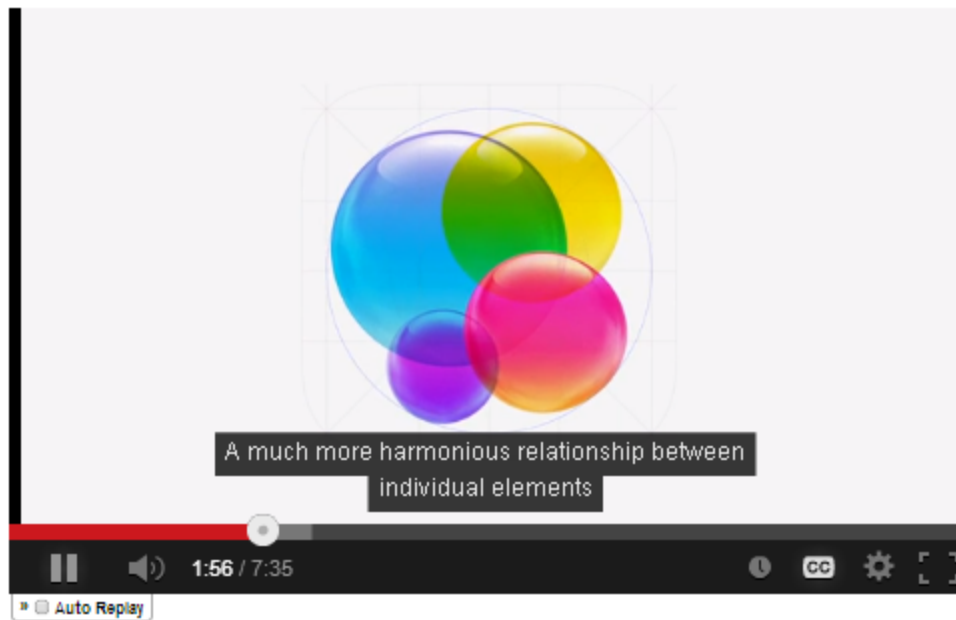 A much more harmonious relationship between
individual elements
1:56 / 7:35
CC
» Auto Replay